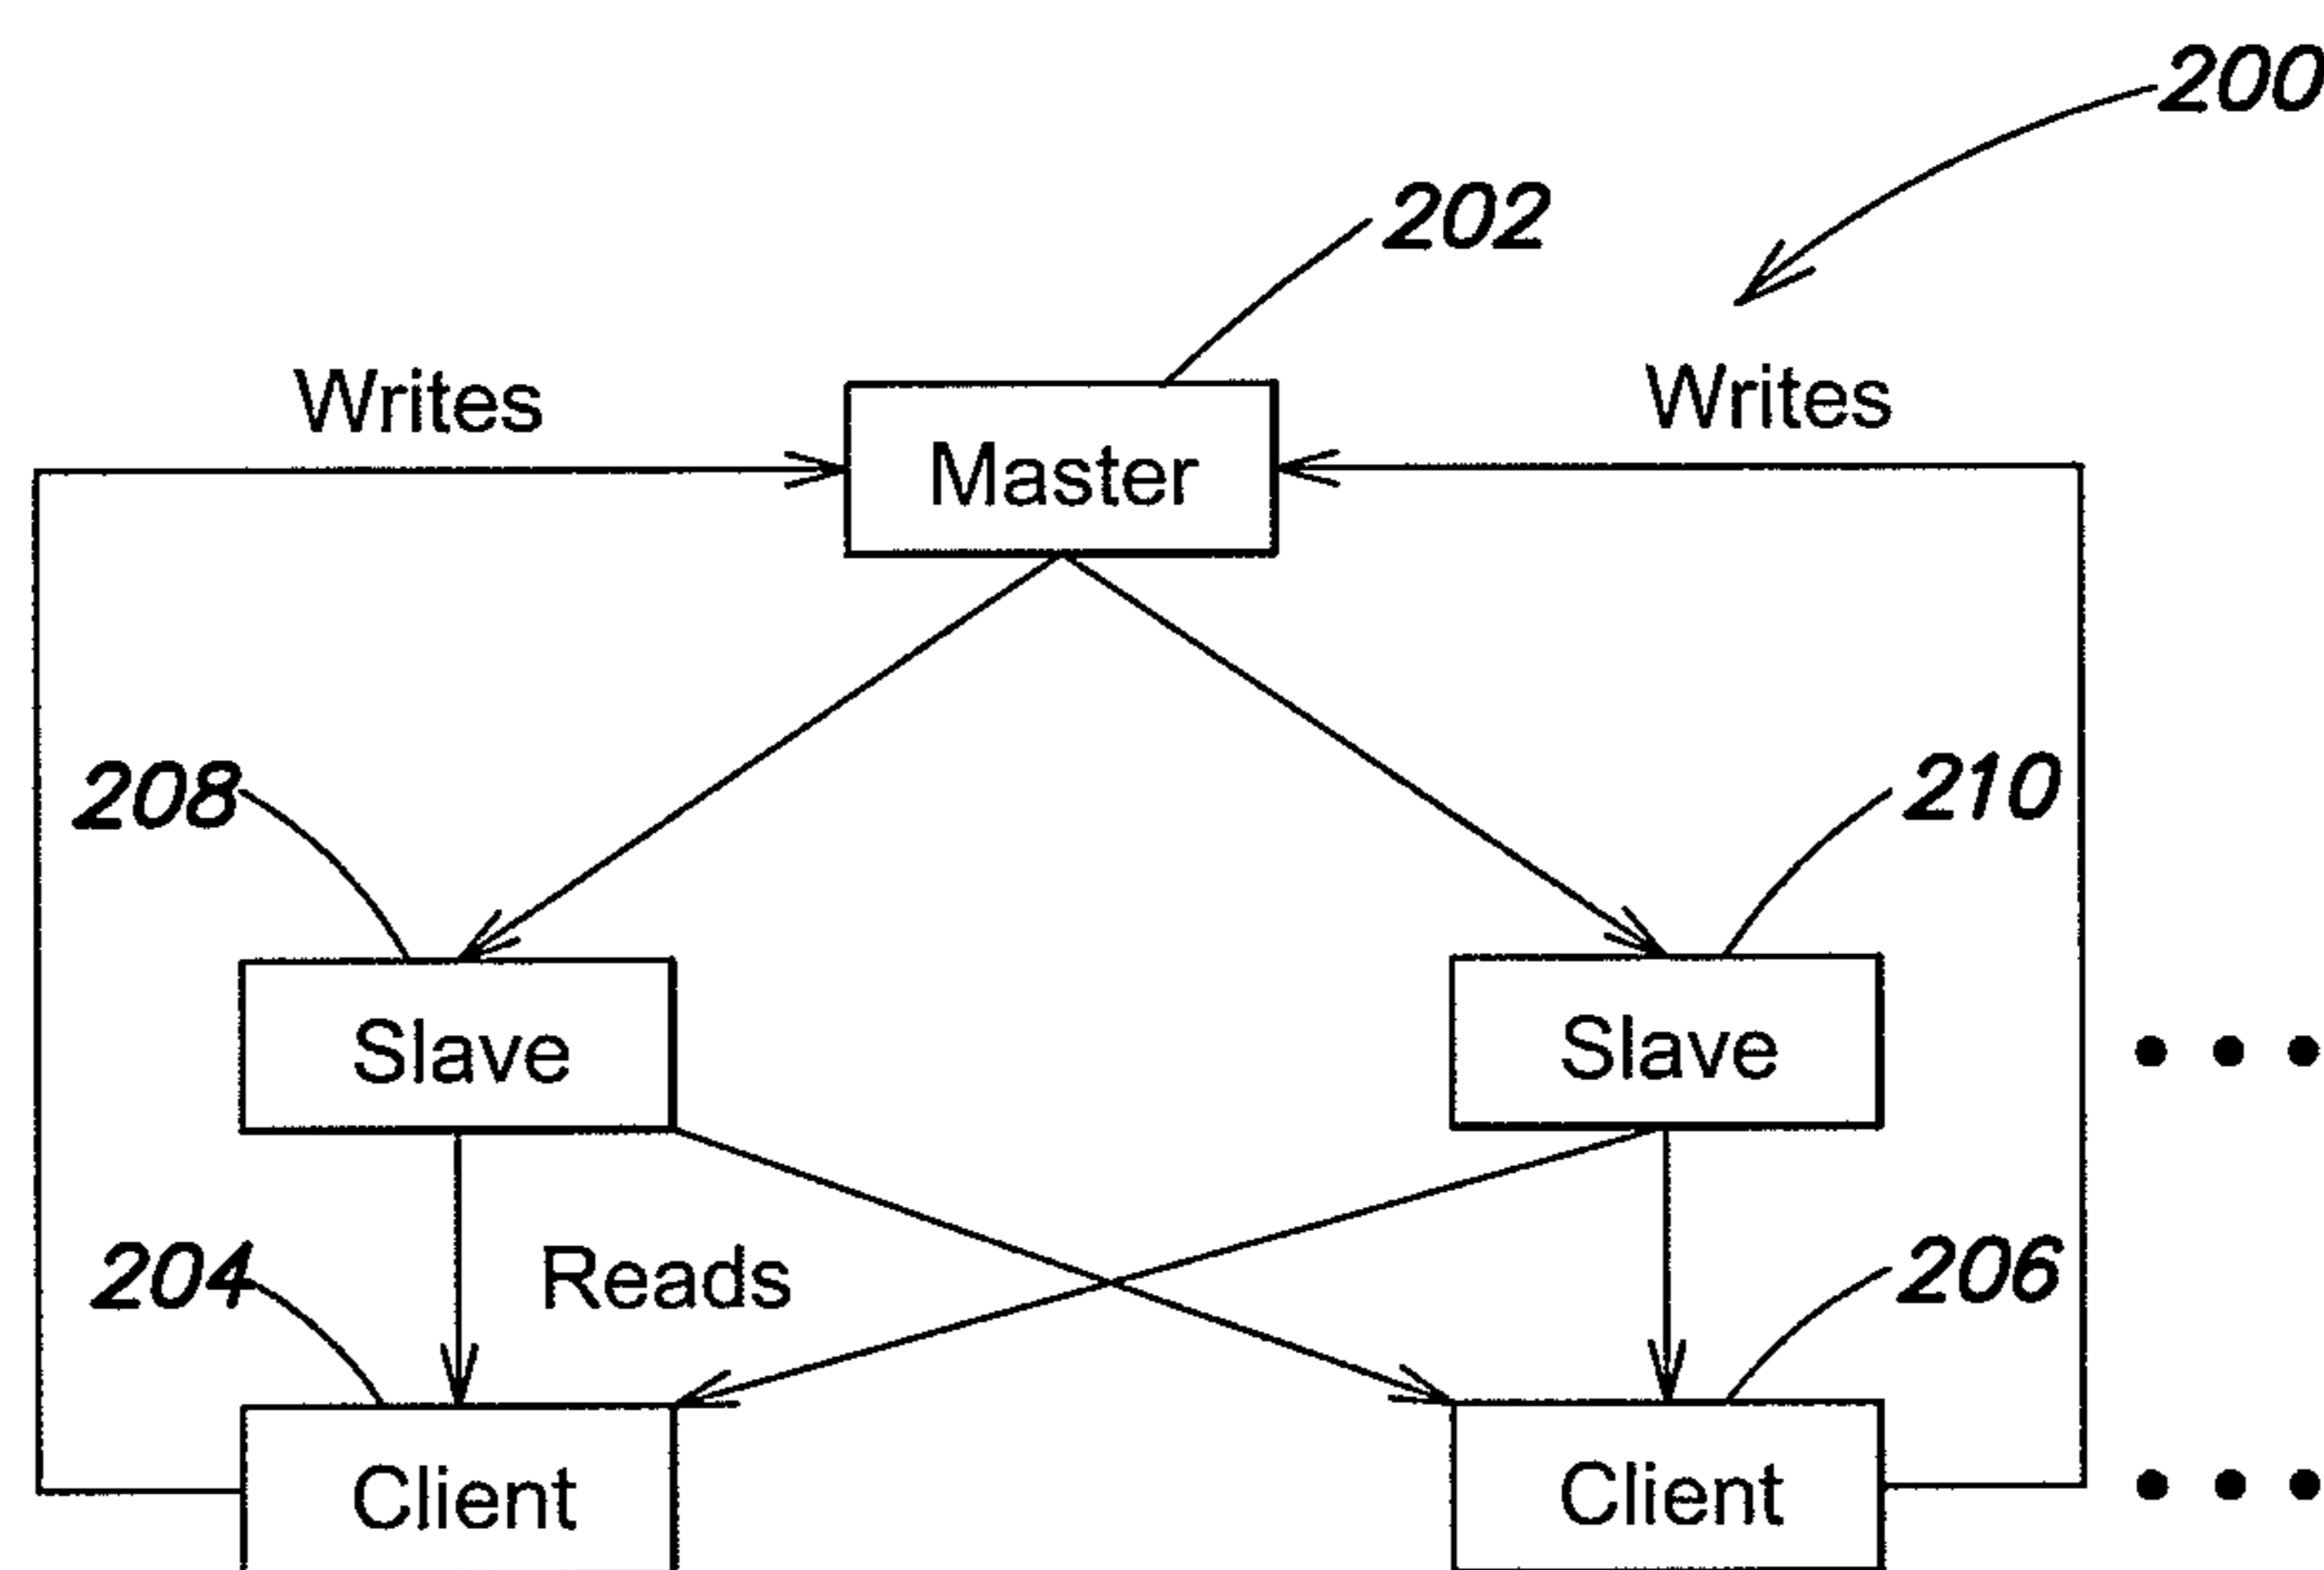 200
202
Writes
Writes
Master
208
210
Slave
Slave
204
Reads
206
Client
Client